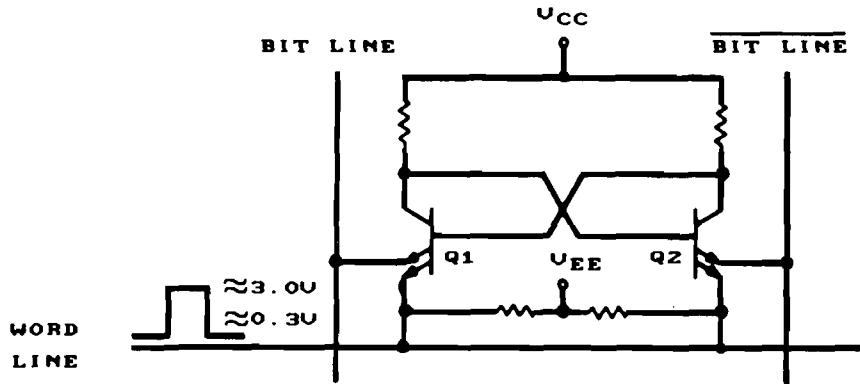 VCC
BIT LINE
BIT LINE
Q1
Q2
VEE
≈3.0V
≈0.3V
WORD
LINE